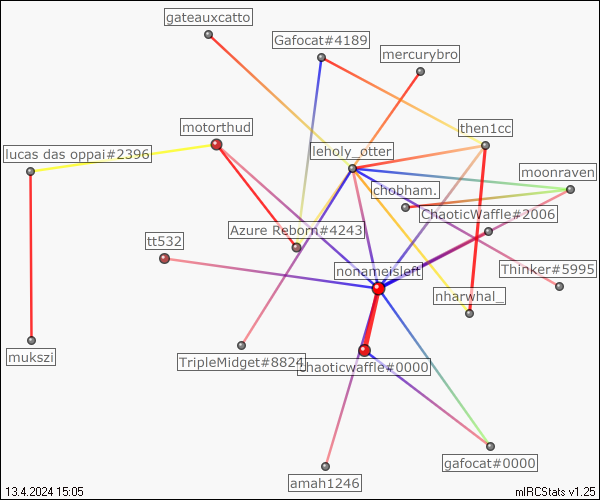 gateauxcatto
Gafocat#4189
mercurybro
motorthud
then1cc
lucas das oppai#2396
leholy_otter
moonraven
chobham.
ChaoticWaffle#2006
Azure Reborn#4243
tt532
nonameisleft
Thinker#5995
nharwhal_
mukszi
TripleMidget#8824
chaoticwaffle#0000
gafocat#0000
amah1246
13.4.2024 15:05
mIRCStats v1.25